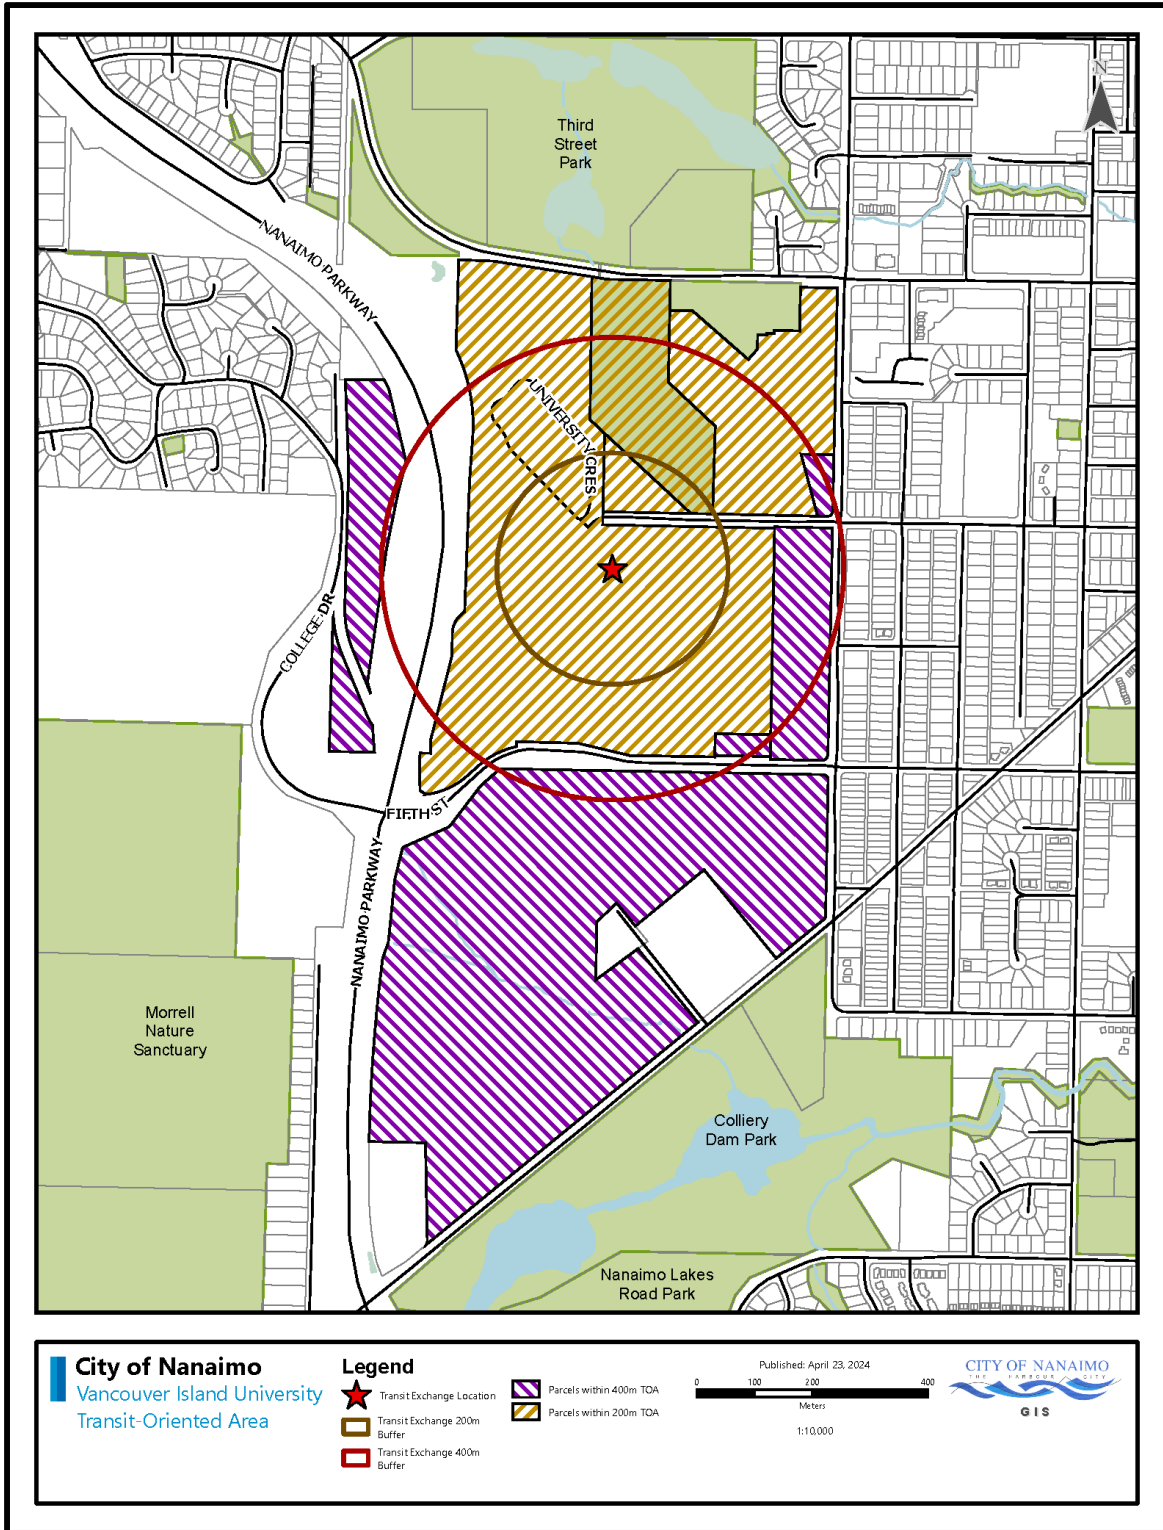 N
Third
Street
Park
NANAIMO PARKWAY
UNIVERSITY CRES
COLLEGE DR
FIFTH ST
NANAIMO PARKWAY
Morrell
Nature
Sanctuary
Colliery
Dam Park
Nanaimo Lakes
Road Park
City of Nanaimo
Vancouver Island University
Transit-Oriented Area
Legend
Transit Exchange Location
Transit Exchange 200m
Buffer
Transit Exchange 400m
Buffer
Parcels within 400m TOA
Parcels within 200m TOA
Published: April 23, 2024
0 100 200 400
Meters
1:10,000
CITY OF NANAIMO
THE HARBOUR CITY
GIS